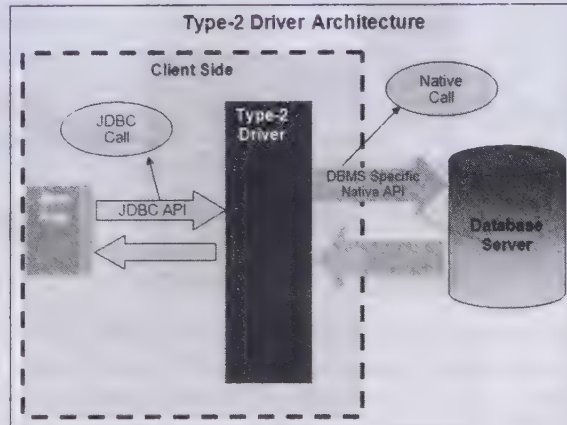 Type-2 Driver Architecture
Client Side
Native
Call
JDBC
Call
Type-2
Driver
DBMS Specific
Native API
JDBC API
Database
Server